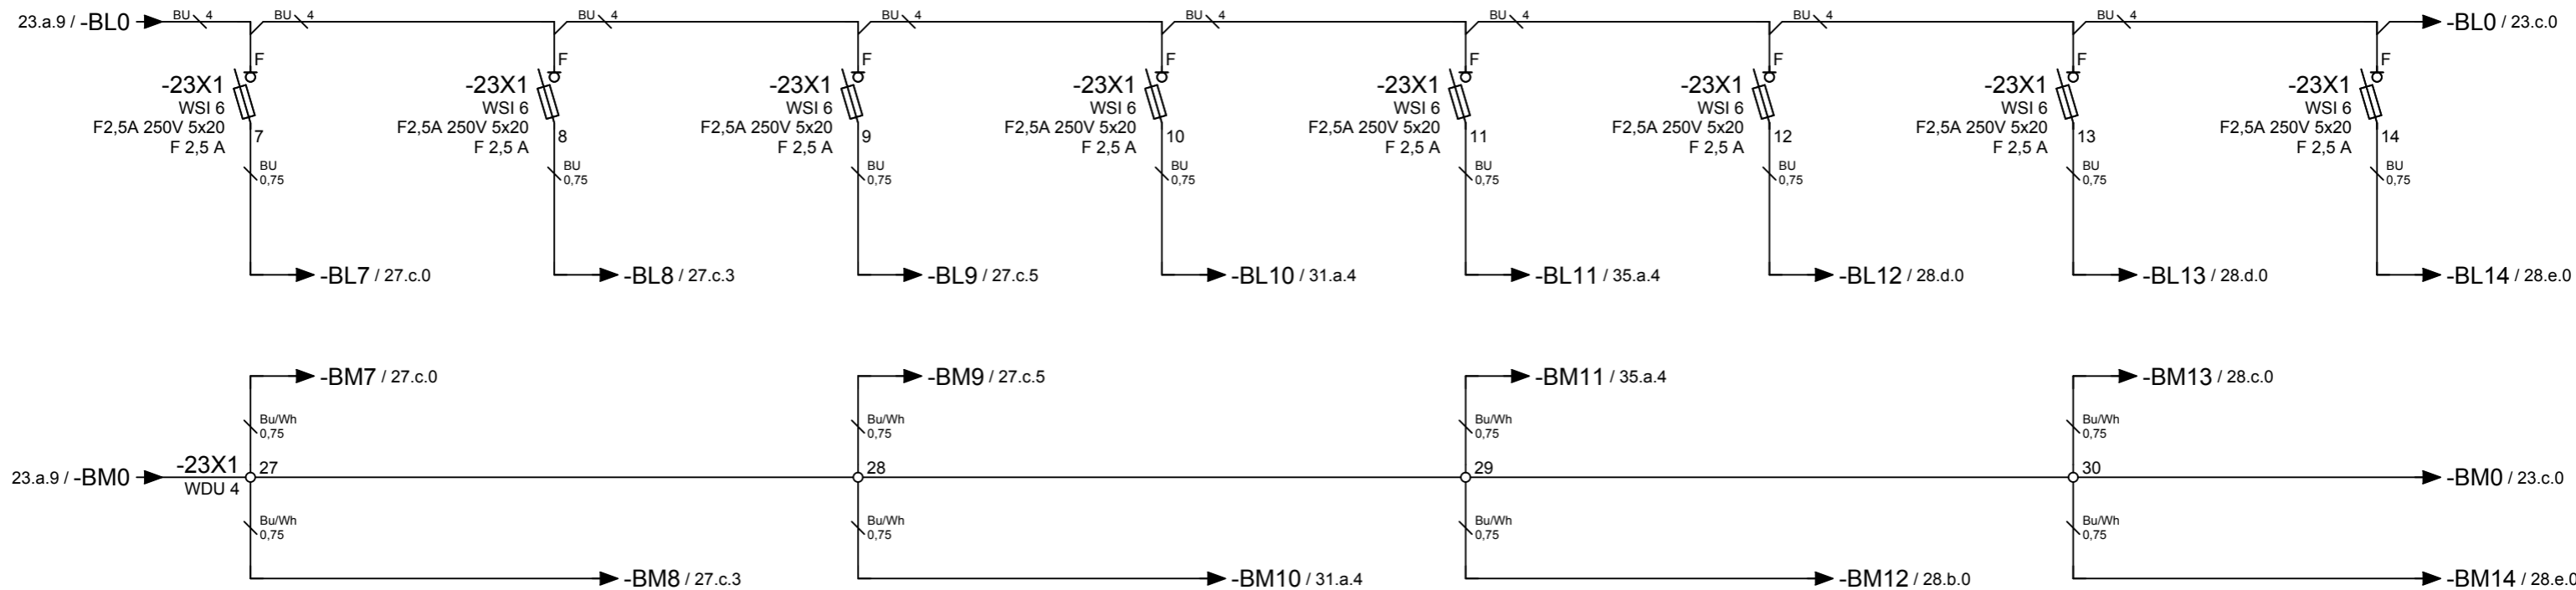 23.a.9 / -BL0 BU 4 BU 4 BU 4 BU 4 BU 4 BU 4 BU 4 BU 4 -BL0 / 23.c.0
F F F F F F F F
-23X1 -23X1 -23X1 -23X1 -23X1 -23X1 -23X1 -23X1
WSI 6 WSI 6 WSI 6 WSI 6 WSI 6 WSI 6 WSI 6 WSI 6
F2,5A 250V 5x20 F2,5A 250V 5x20 F2,5A 250V 5x20 F2,5A 250V 5x20 F2,5A 250V 5x20 F2,5A 250V 5x20 F2,5A 250V 5x20 F2,5A 250V 5x20
7 8 9 10 11 12 13 14
F 2,5 A F 2,5 A F 2,5 A F 2,5 A F 2,5 A F 2,5 A F 2,5 A F 2,5 A
BU BU BU BU BU BU BU BU
0,75 0,75 0,75 0,75 0,75 0,75 0,75 0,75
-BL7 / 27.c.0 -BL8 / 27.c.3 -BL9 / 27.c.5 -BL10 / 31.a.4 -BL11 / 35.a.4 -BL12 / 28.d.0 -BL13 / 28.d.0 -BL14 / 28.e.0
-BM7 / 27.c.0 -BM9 / 27.c.5 -BM11 / 35.a.4 -BM13 / 28.c.0
Bu/Wh Bu/Wh Bu/Wh Bu/Wh
0,75 0,75 0,75 0,75
-23X1 27 28 29 30
23.a.9 / -BM0 -BM0 / 23.c.0
WDU 4
Bu/Wh Bu/Wh Bu/Wh Bu/Wh
0,75 0,75 0,75 0,75
-BM8 / 27.c.3 -BM10 / 31.a.4 -BM12 / 28.b.0 -BM14 / 28.e.0